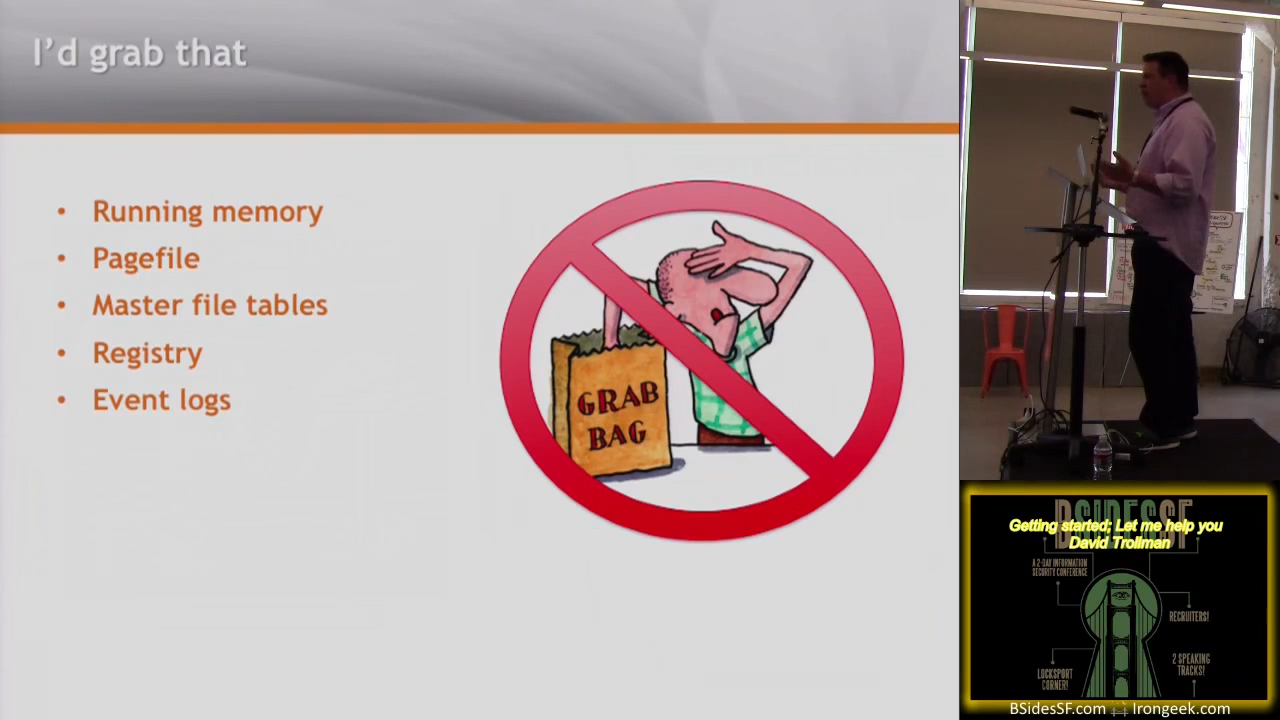 I'd grab that
• Running memory
• Pagefile
• Master file tables
• Registry
• Event logs
GRAB
BAG
BSIDESSF
Getting started; Let me help you
David Trollman
A 2-DAY INFORMATION
SECURITY CONFERENCE
RECRUITERS!
2 SPEAKING
TRACKS!
LOCKSPORT
CORNER!
BSidesSF.com
Irongeek.com